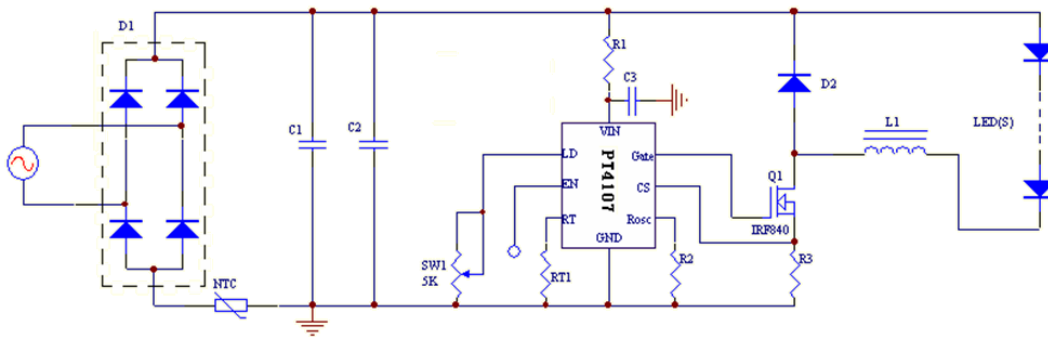 D1
R1
C3
D2
L1
LED(S)
C1
C2
VIN
LD
EN
RT
PT4107
Gate
CS
Rosc
GND
Q1
IRF840
SW1
5K
RT1
R2
R3
NTC